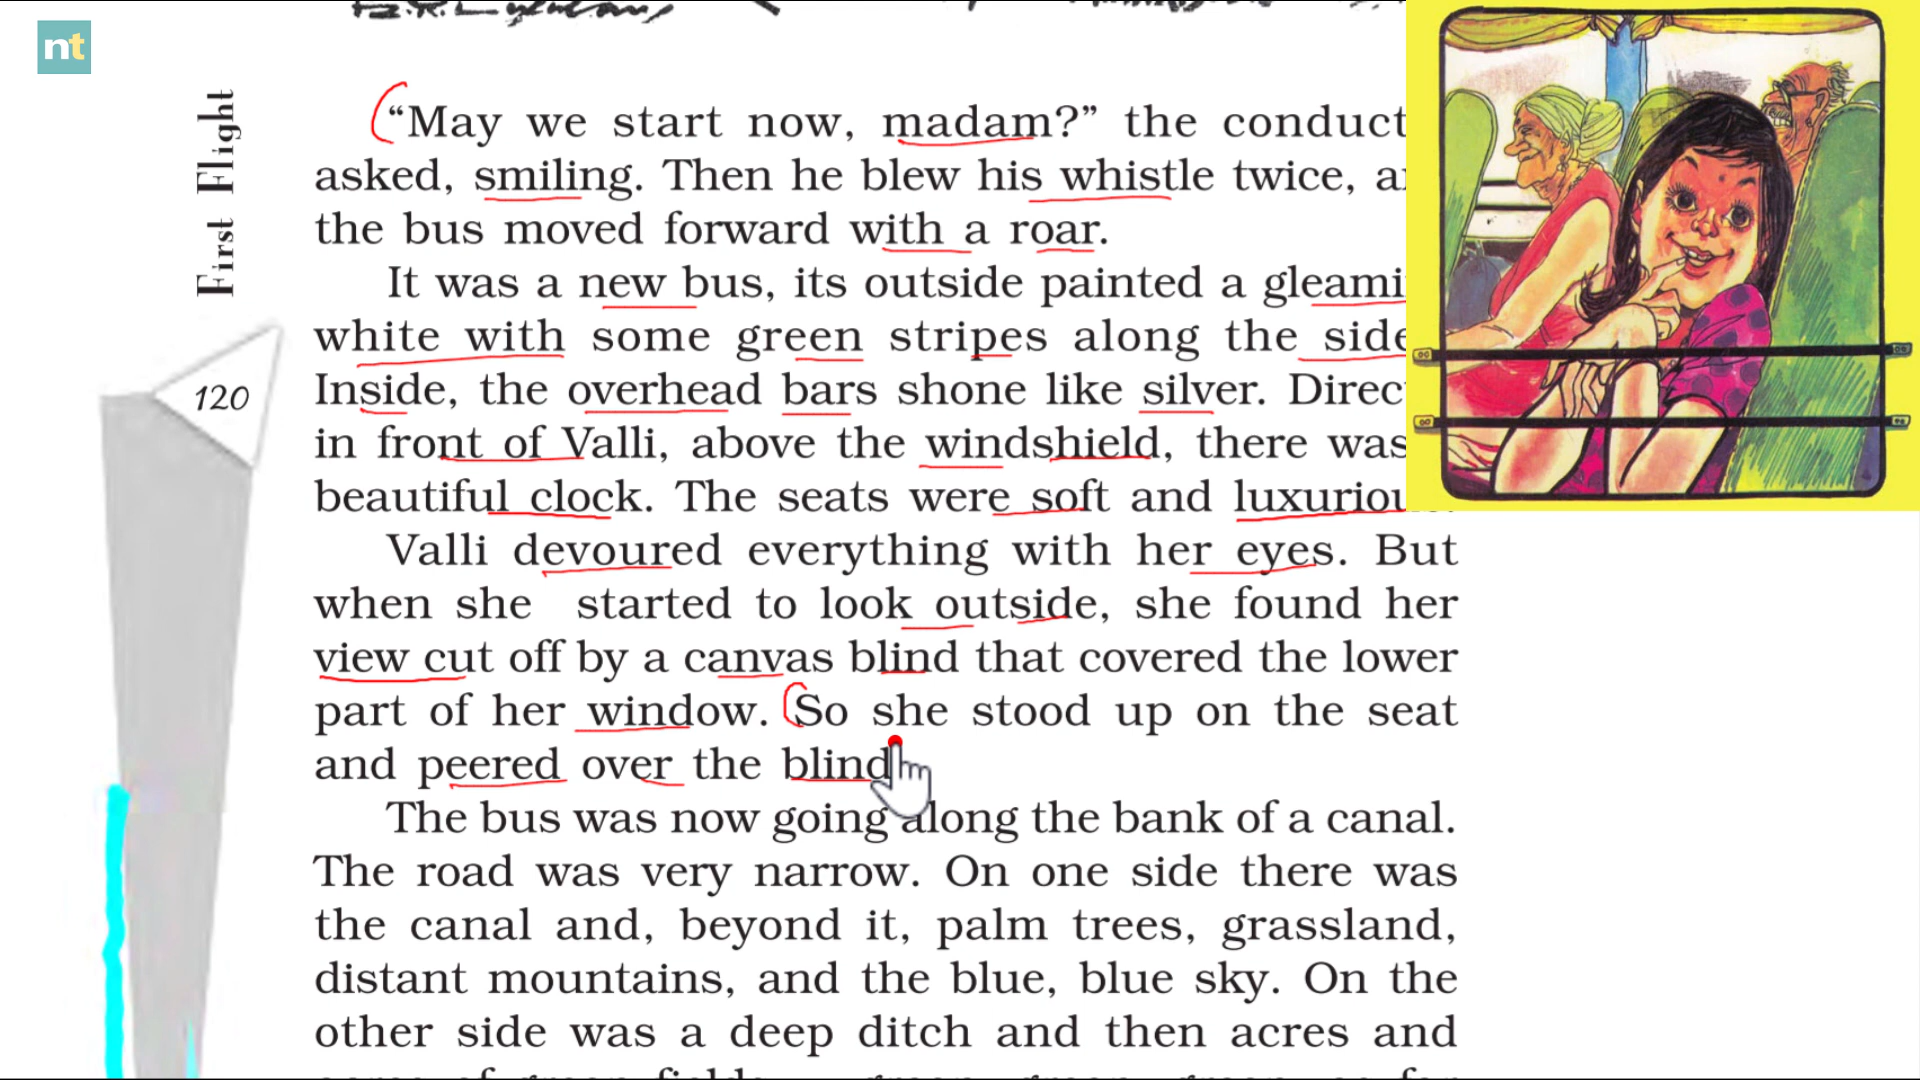 nt
First Flight
120
“May we start now, madam?” the conduct
asked, smiling. Then he blew his whistle twice, a
the bus moved forward with a roar.
It was a new bus, its outside painted a gleami
white with some green stripes along the side
Inside, the overhead bars shone like silver. Direc
in front of Valli, above the windshield, there was
beautiful clock. The seats were soft and luxuriou
Valli devoured everything with her eyes. But
when she started to look outside, she found her
view cut off by a canvas blind that covered the lower
part of her window. So she stood up on the seat
and peered over the blind
The bus was now going along the bank of a canal.
The road was very narrow. On one side there was
the canal and, beyond it, palm trees, grassland,
distant mountains, and the blue, blue sky. On the
other side was a deep ditch and then acres and